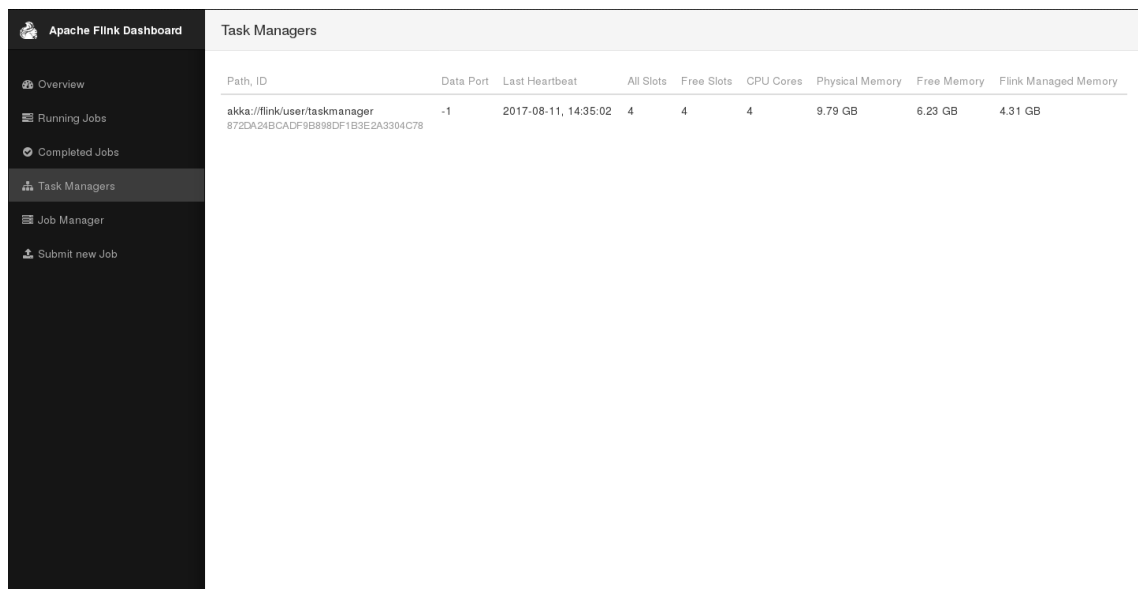 Apache Flink Dashboard
Task Managers
Overview
Running Jobs
Completed Jobs
Task Managers
Job Manager
Submit new Job
Path, ID Data Port Last Heartbeat All Slots Free Slots CPU Cores Physical Memory Free Memory Flink Managed Memory
akka://flink/user/taskmanager -1 2017-08-11, 14:35:02 4 4 4 9.79 GB 6.23 GB 4.31 GB
872DA24BCADF9B898DF1B3E2A3304C78